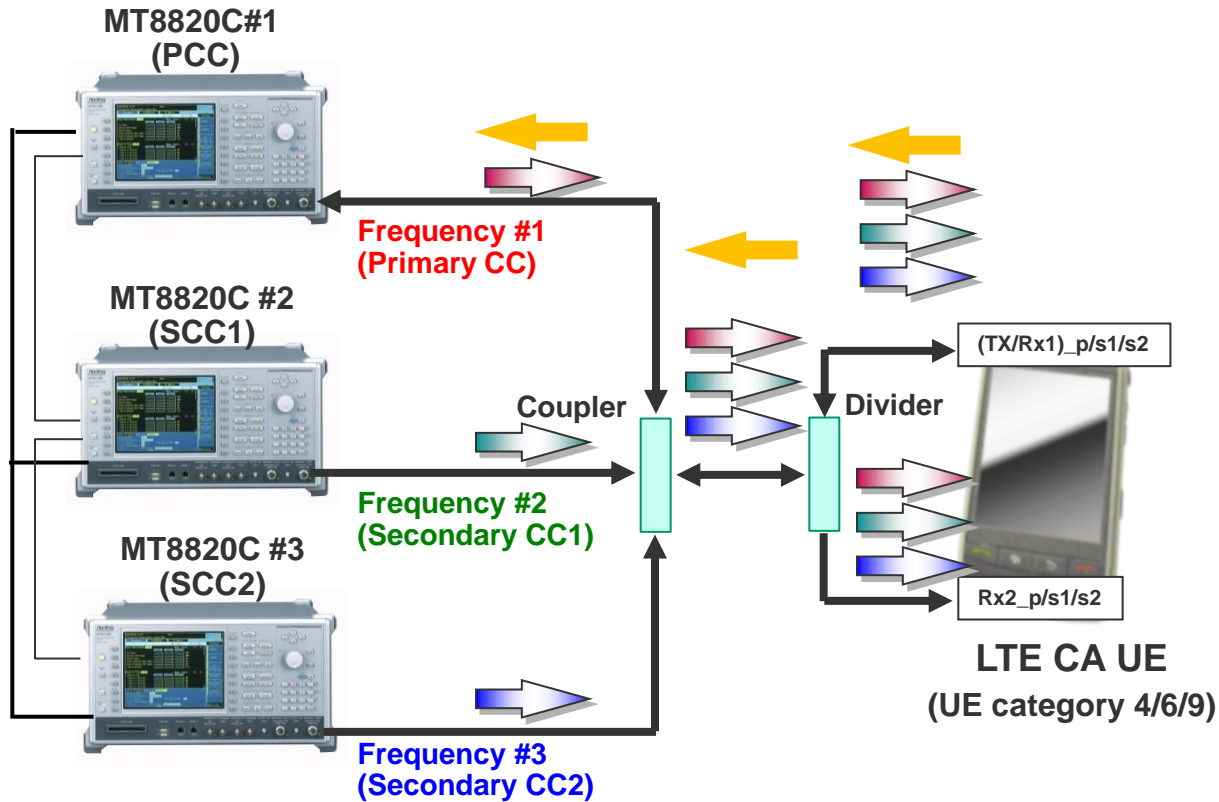 MT8820C#1
(PCC)
Frequency #1
(Primary CC)
MT8820C #2
(SCC1)
Coupler
Divider
(TX/Rx1)_p/s1/s2
Frequency #2
(Secondary CC1)
MT8820C #3
(SCC2)
Rx2_p/s1/s2
LTE CA UE
(UE category 4/6/9)
Frequency #3
(Secondary CC2)